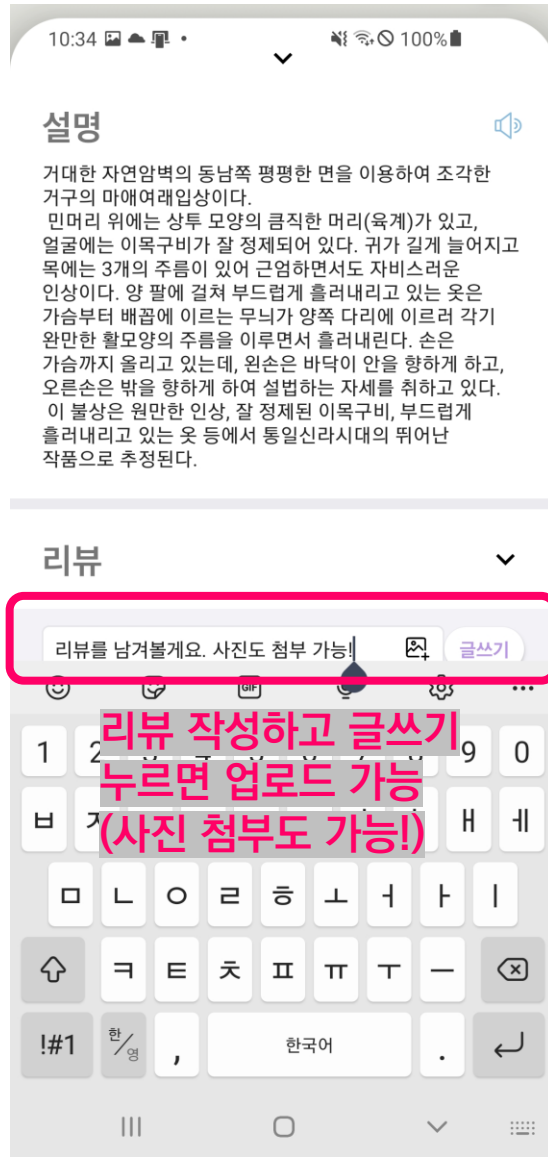 10:34
100%
설명
거대한 자연암벽의 동남쪽 평평한 면을 이용하여 조각한
거구의 마애여래입상이다.
민머리 위에는 상투 모양의 큼직한 머리(육계)가 있고,
얼굴에는 이목구비가 잘 정제되어 있다. 귀가 길게 늘어지고
목에는 3개의 주름이 있어 근엄하면서도 자비스러운
인상이다. 양 팔에 걸쳐 부드럽게 흘러내리고 있는 옷은
가슴부터 배꼽에 이르는 무늬가 양쪽 다리에 이르러 각기
완만한 활모양의 주름을 이루면서 흘러내린다. 손은
가슴까지 올리고 있는데, 왼손은 바닥이 안을 향하게 하고,
오른손은 밖을 향하게 하여 설법하는 자세를 취하고 있다.
이 불상은 원만한 인상, 잘 정제된 이목구비, 부드럽게
흘러내리고 있는 옷 등에서 통일신라시대의 뛰어난
작품으로 추정된다.
리뷰
리뷰를 남겨볼게요. 사진도 첨부 가능! 글쓰기
GIF
리뷰 작성하고 글쓰기
누르면 업로드 가능
(사진 첨부도 가능!)
1 2 9 0
ㅂ ㅐ ㅔ
ㅁ ㄴ ㅇ ㄹ ㅎ ㅗ ㅓ ㅏ ㅣ
ㅋ ㅌ ㅊ ㅍ ㅠ ㅜ ㅡ
!#1 한/영 , 한국어 .